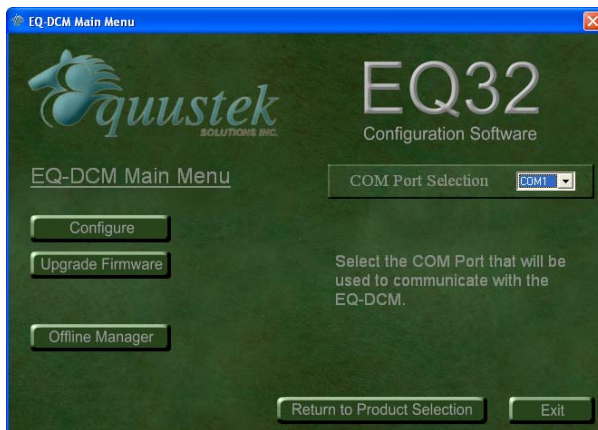 EQ-DCM Main Menu
Equustek
SOLUTIONS INC.
EQ32
Configuration Software
EQ-DCM Main Menu
COM Port Selection COM1
Configure
Upgrade Firmware
Select the COM Port that will be
used to communicate with the
EQ-DCM.
Offline Manager
Return to Product Selection
Exit